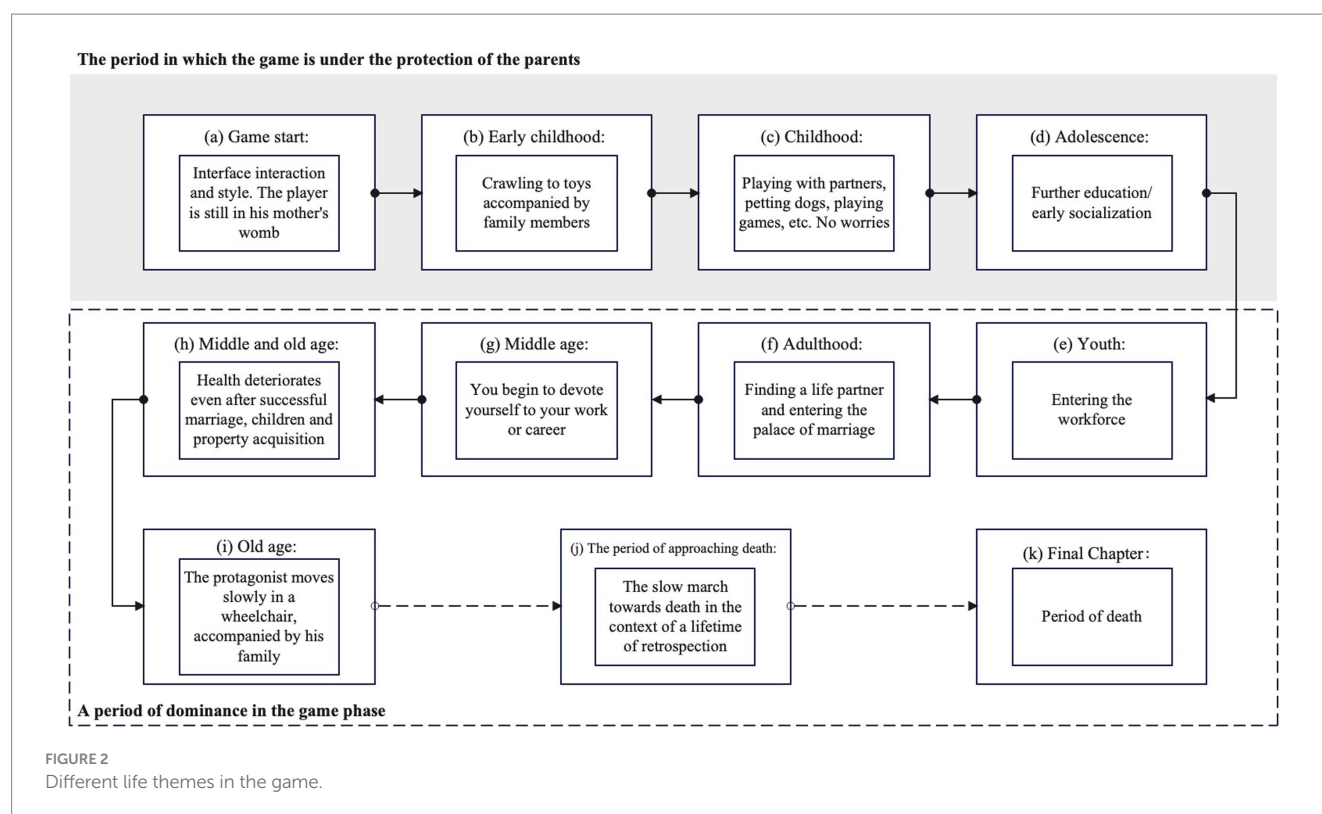 The period in which the game is under the protection of the parents
(a) Game start:
Interface interaction
and style. The player
is still in his mother's
womb
(b) Early childhood:
Crawling to toys
accompanied by
family members
(c) Childhood:
Playing with partners,
petting dogs, playing
games, etc. No worries
(d) Adolescence:
Further education/
early socialization
(e) Youth:
Entering the
workforce
(f) Adulthood:
Finding a life partner
and entering the
palace of marriage
(g) Middle age:
You begin to devote
yourself to your work
or career
(h) Middle and old age:
Health deteriorates
even after successful
marriage, children and
property acquisition
(i) Old age:
The protagonist moves
slowly in a
wheelchair,
accompanied by his
family
(j) The period of approaching death:
The slow march
towards death in the
context of a lifetime
of retrospection
(k) Final Chapter:
Period of death
A period of dominance in the game phase
FIGURE 2
Different life themes in the game.